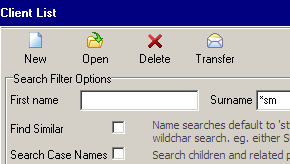 Client List
New Open Delete Transfer
Search Filter Options
First name Surname *sm
Find Similar Name searches default to 'st
wildchar search. eg. either S
Search Case Names Search children and related p